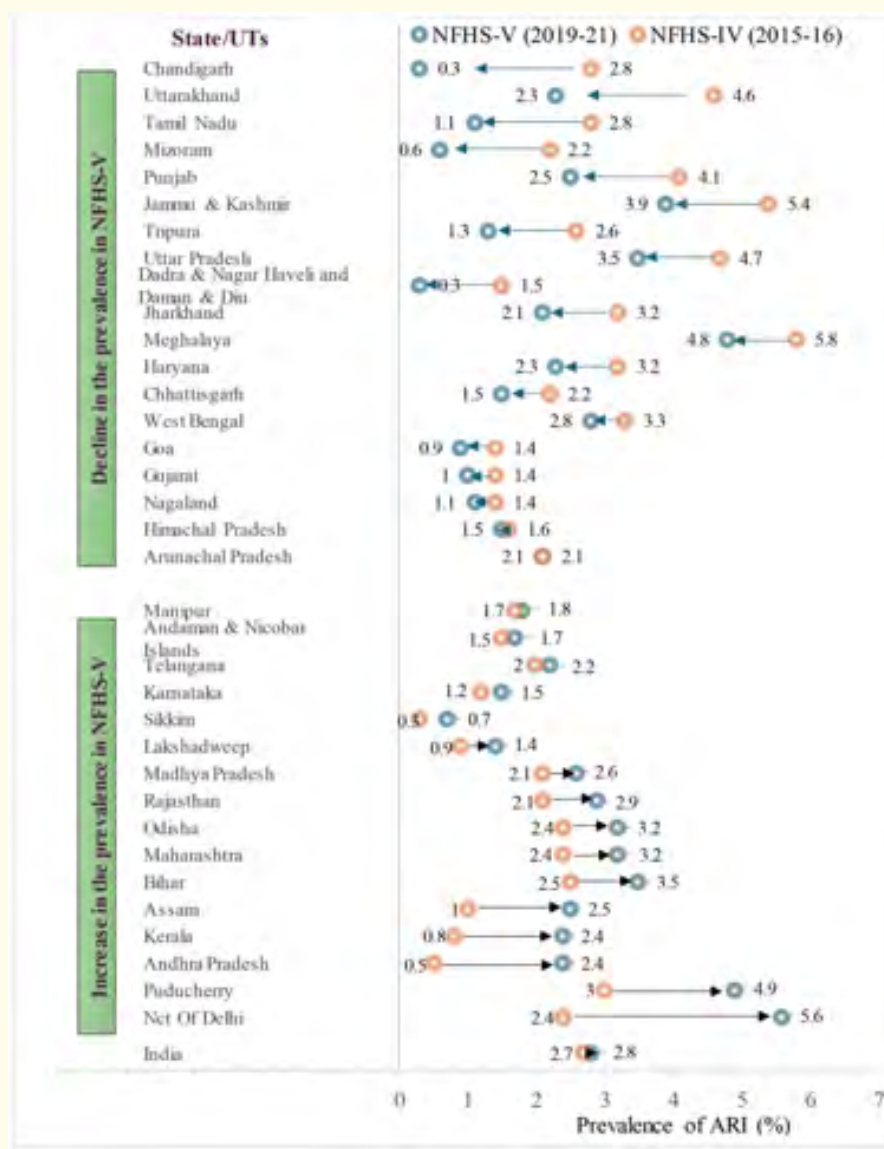 State/UTs NFHS-V (2019-21) NFHS-IV (2015-16)
Decline in the prevalence in NFHS-V
Chandigarh 0.3 2.8
Uttarakhand 2.3 4.6
Tamil Nadu 1.1 2.8
Mizoram 0.6 2.2
Punjab 2.5 4.1
Jammu & Kashmir 3.9 5.4
Tripura 1.3 2.6
Uttar Pradesh 3.5 4.7
Dadra & Nagar Haveli and
Daman & Diu 0.3 1.5
Jharkhand 2.1 3.2
Meghalaya 4.8 5.8
Haryana 2.3 3.2
Chhattisgarh 1.5 2.2
West Bengal 2.8 3.3
Goa 0.9 1.4
Gujarat 1 1.4
Nagaland 1.1 1.4
Himachal Pradesh 1.5 1.6
Arunachal Pradesh 2.1 2.1
Increase in the prevalence in NFHS-V
Manipur 1.7 1.8
Andaman & Nicobar
Islands 1.5 1.7
Telangana 2 2.2
Karnataka 1.2 1.5
Sikkim 0.7
Lakshadweep 0.9 1.4
Madhya Pradesh 2.1 2.6
Rajasthan 2.1 2.9
Odisha 2.4 3.2
Maharashtra 2.4 3.2
Bihar 2.5 3.5
Assam 1 2.5
Kerala 0.8 2.4
Andhra Pradesh 0.5 2.4
Puducherry 3 4.9
Nct Of Delhi 2.4 5.6
India 2.7 2.8
0 1 2 3 4 5 6 7
Prevalence of ARI (%)